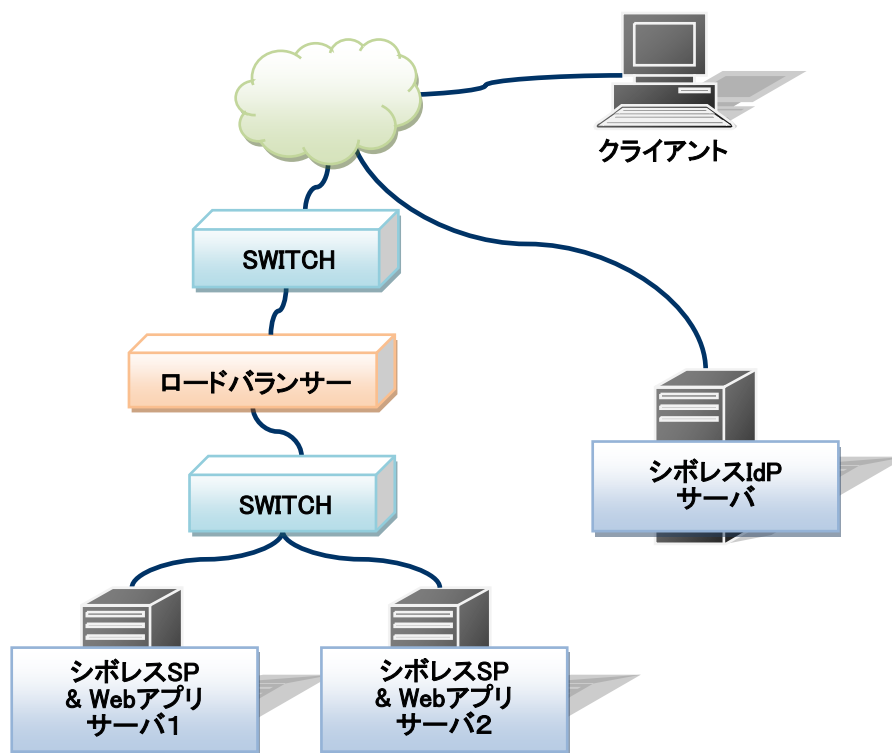 クライアント
SWITCH
ロードバランサー
SWITCH
シボレスIdP
サーバ
シボレスSP
& Webアプリ
サーバ1
シボレスSP
& Webアプリ
サーバ2